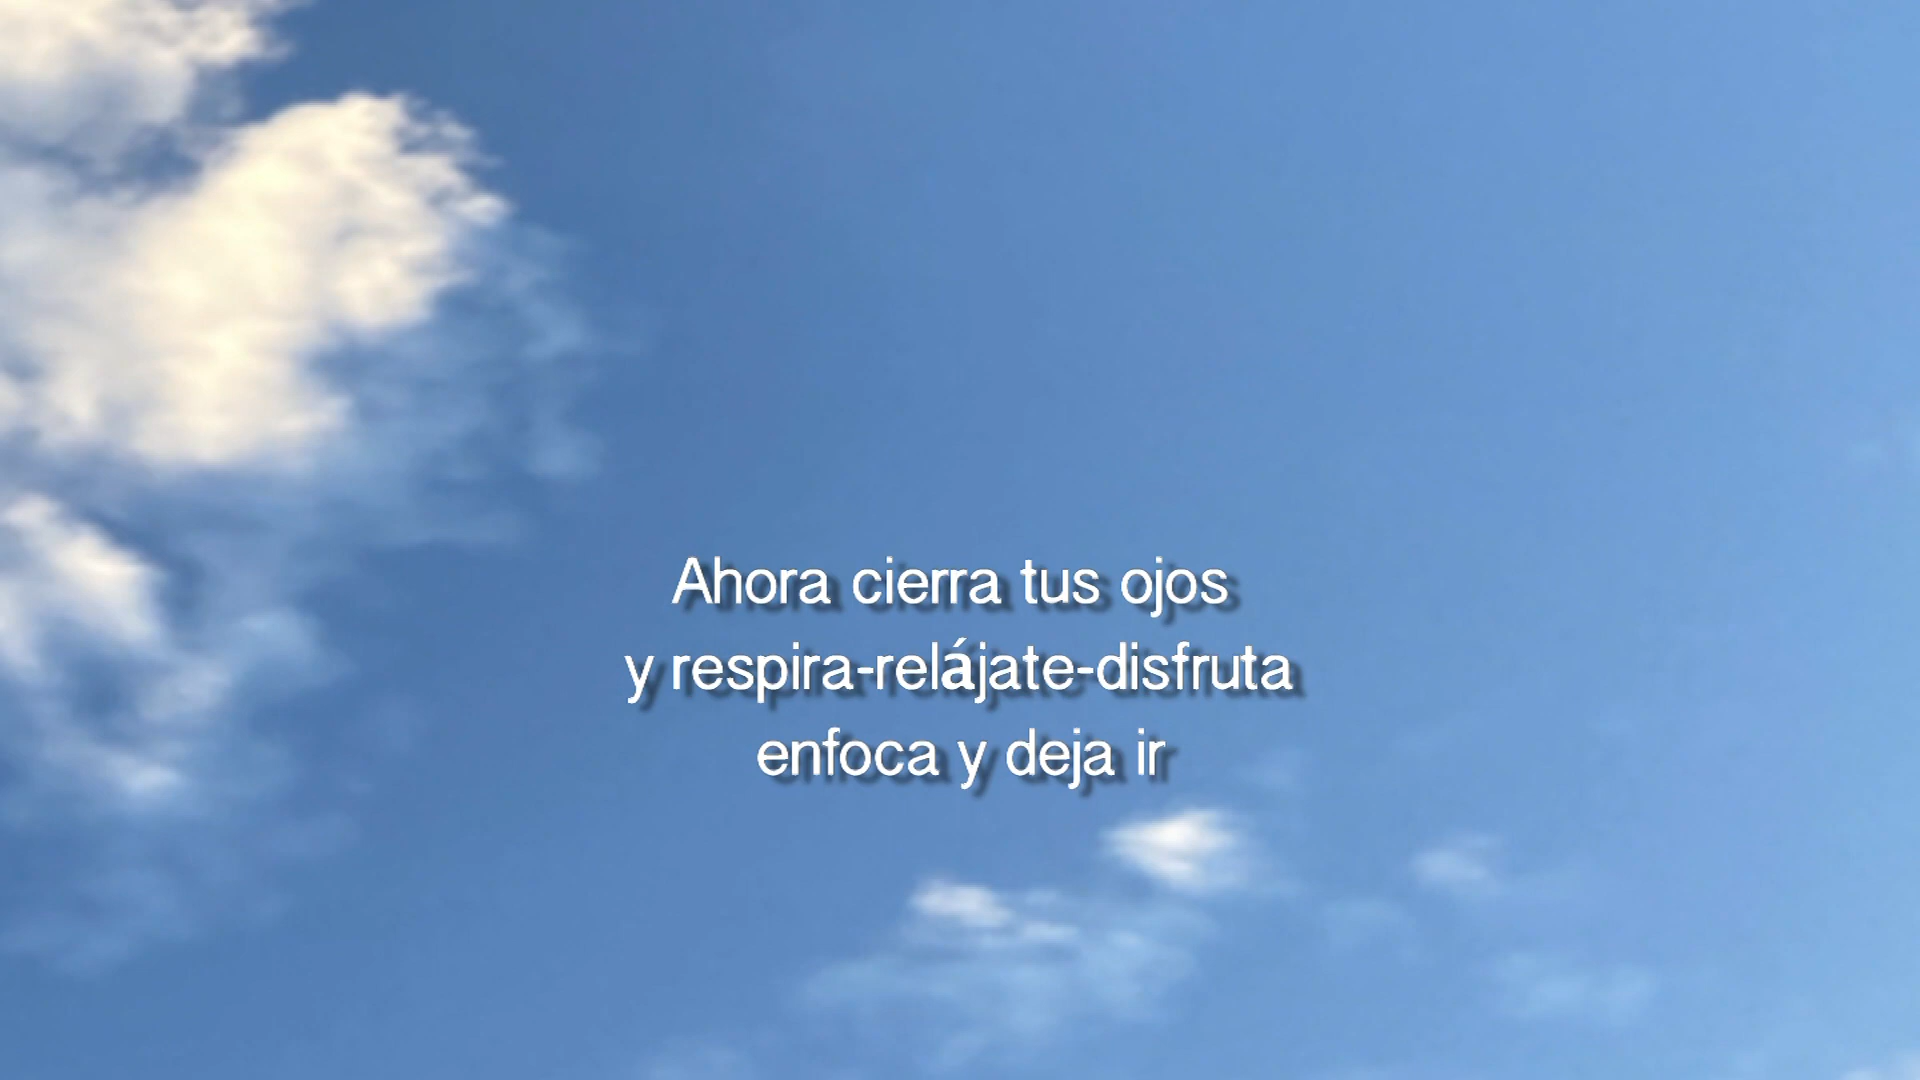 Ahora cierra tus ojos
y respira-relájate-disfruta
enfoca y deja ir